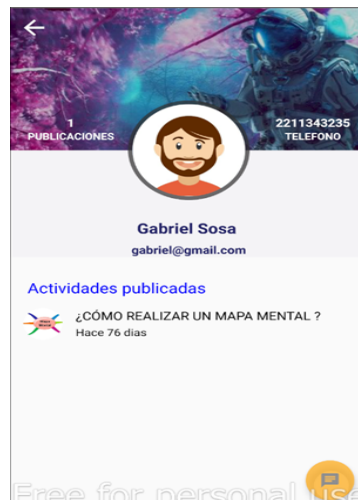 1
PUBLICACIONES
2211343235
TELEFONO
Gabriel Sosa
gabriel@gmail.com
Actividades publicadas
¿CÓMO REALIZAR UN MAPA MENTAL ?
Hace 76 dias
Free for personal use